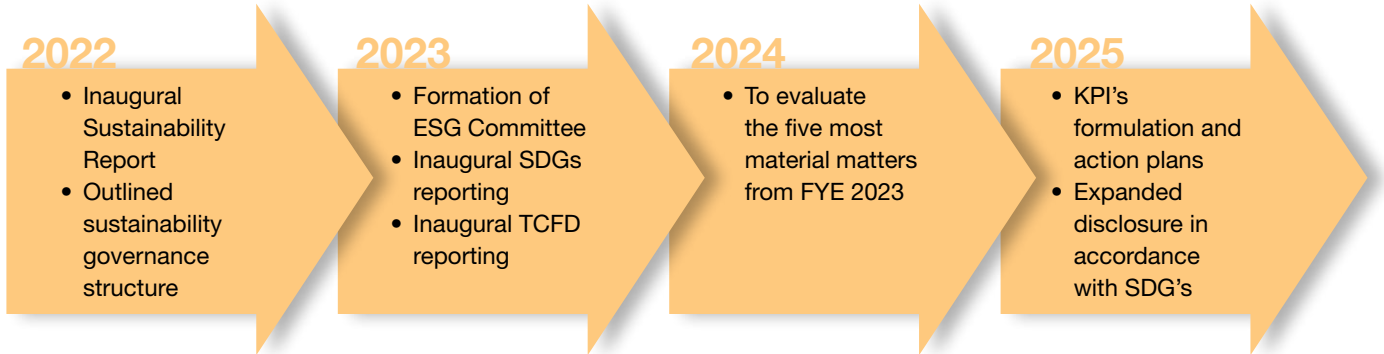 2022
• Inaugural
Sustainability
Report
• Outlined
sustainability
governance
structure
2023
• Formation of
ESG Committee
• Inaugural SDGs
reporting
• Inaugural TCFD
reporting
2024
• To evaluate
the five most
material matters
from FYE 2023
2025
• KPI's
formulation and
action plans
• Expanded
disclosure in
accordance
with SDG's